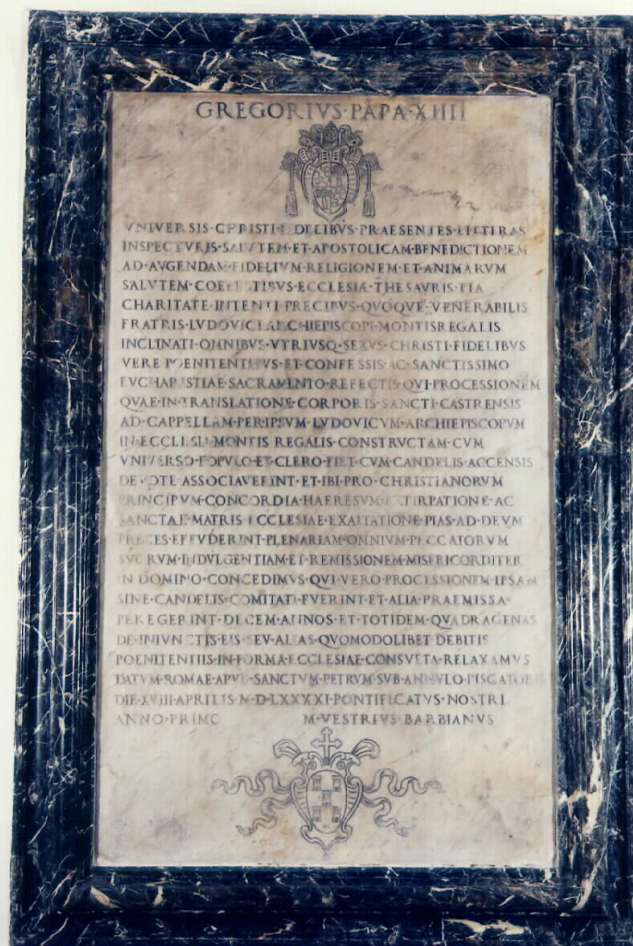 GREGORIVS·PAPA·XIIII
VNIVERSIS·CHRISTI·FIDELIBVS·PRAESENTES·LITTERAS
INSPECTVRIS·SALVTEM·ET·APOSTOLICAM·BENEDICTIONEM
AD·AVGENDAM·FIDELIVM·RELIGIONEM·ET·ANIMARVM
SALVTEM·COELESTIBVS·ECCLESIÆ·THESAVRIS·PIA
CHARITATE·INTENTI·PRECIBVS·QVOQVE·VENERABILIS
FRATRIS·LVDOVICI·ARCHIEPISCOPI·MONTISREGALIS
INCLINATI·OMNIBVS·VTRIVSQ·SEXVS·CHRISTI·FIDELIBVS
VERE POENITENTIBVS·ET·CONFESSIS·AC·SANCTISSIMO
EVCHARISTIAE·SACRAMENTO·REFECTIS·QVI·PROCESSIONEM
QVAE·IN·TRANSLATIONE·CORPORIS·SANCTI·CASTRENSIS
AD·CAPPELLAM·PER·IPSVM·LVDOVICVM·ARCHIEPISCOPVM
IN·ECCLESIA·MONTIS REGALIS·CONSTRVCTAM·CVM
VNIVERSO·POPVLO·ET·CLERO·FIET·CVM·CANDELIS·ACCENSIS
DEVOTE ASSOCIAVERINT·ET·IBI·PRO·CHRISTIANORVM
PRINCIPVM·CONCORDIA·HAERESVM·EXTIRPATIONE·AC
SANCTAE·MATRIS·ECCLESIAE·EXALTATIONE·PIAS·AD·DEVM
PRECES·EFFVDERINT·PLENARIAM·OMNIVM·PECCATORVM
SVORVM·INDVLGENTIAM·ET·REMISSIONEM·MISERICORDITER
IN DOMINO·CONCEDIMVS·QVI·VERO·PROCESSIONEM·IPSAM
SINE·CANDELIS·COMITATI·FVERINT·ET·ALIA·PRAEMISSA
PEREGERINT·DECEM·ANNOS·ET·TOTIDEM·QVADRAGENAS
DE·INIVNCTIS·EIS·SEV·ALIAS·QVOMODOLIBET·DEBITIS
POENITENTIIS·IN·FORMA·ECCLESIAE·CONSVETA·RELAXAMVS
DATVM·ROMAE·APVD·SANCTVM·PETRVM·SVB·ANNVLO·PISCATORIS
DIE·XVIII·APRILIS M·D·LXXXXI·PONTIFICATVS·NOSTRI
ANNO·PRIMO M·VESTRIVS·BARBIANVS